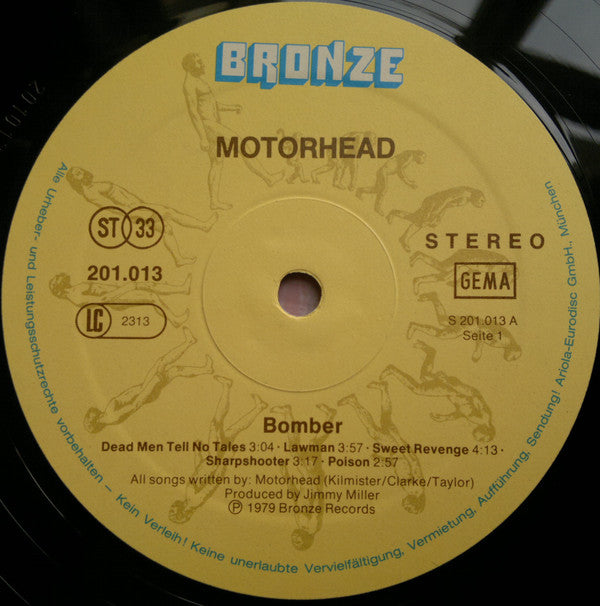 BRONZE
MOTORHEAD
ST 33
201.013
LC 2313
STEREO
GEMA
S 201.013 A
Seite 1
Bomber
Dead Men Tell No Tales 3:04 · Lawman 3:57 · Sweet Revenge 4:13 ·
Sharpshooter 3:17 · Poison 2:57
All songs written by: Motorhead (Kilmister/Clarke/Taylor)
Produced by Jimmy Miller
Ⓟ 1979 Bronze Records
Alle Urheber- und Leistungsschutzrechte vorbehalten – Kein Verleih! Keine unerlaubte Vervielfältigung, Vermietung, Aufführung, Sendung! Ariola-Eurodisc GmbH., München